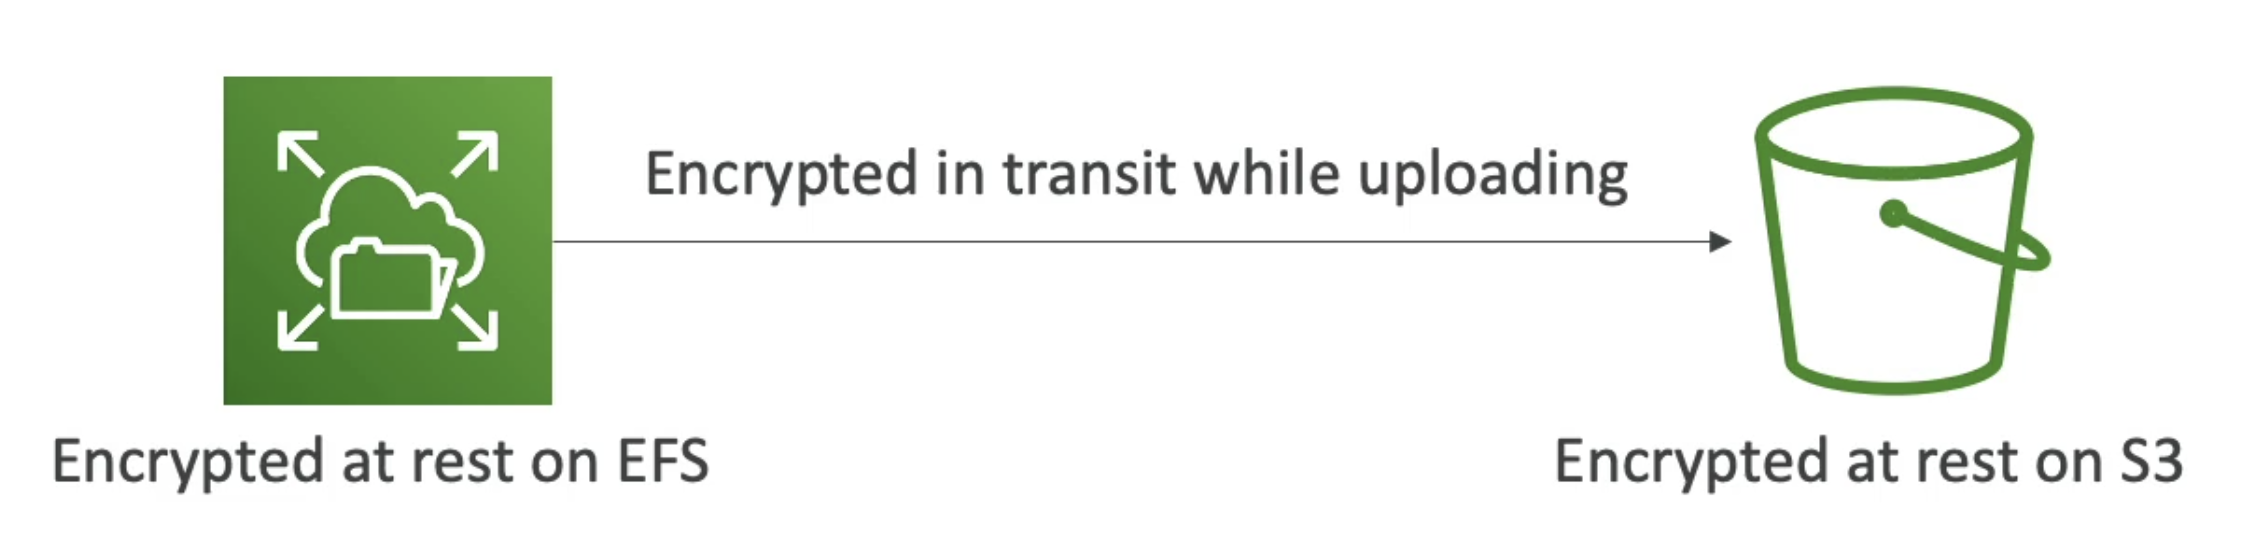 Encrypted in transit while uploading
Encrypted at rest on EFS
Encrypted at rest on S3